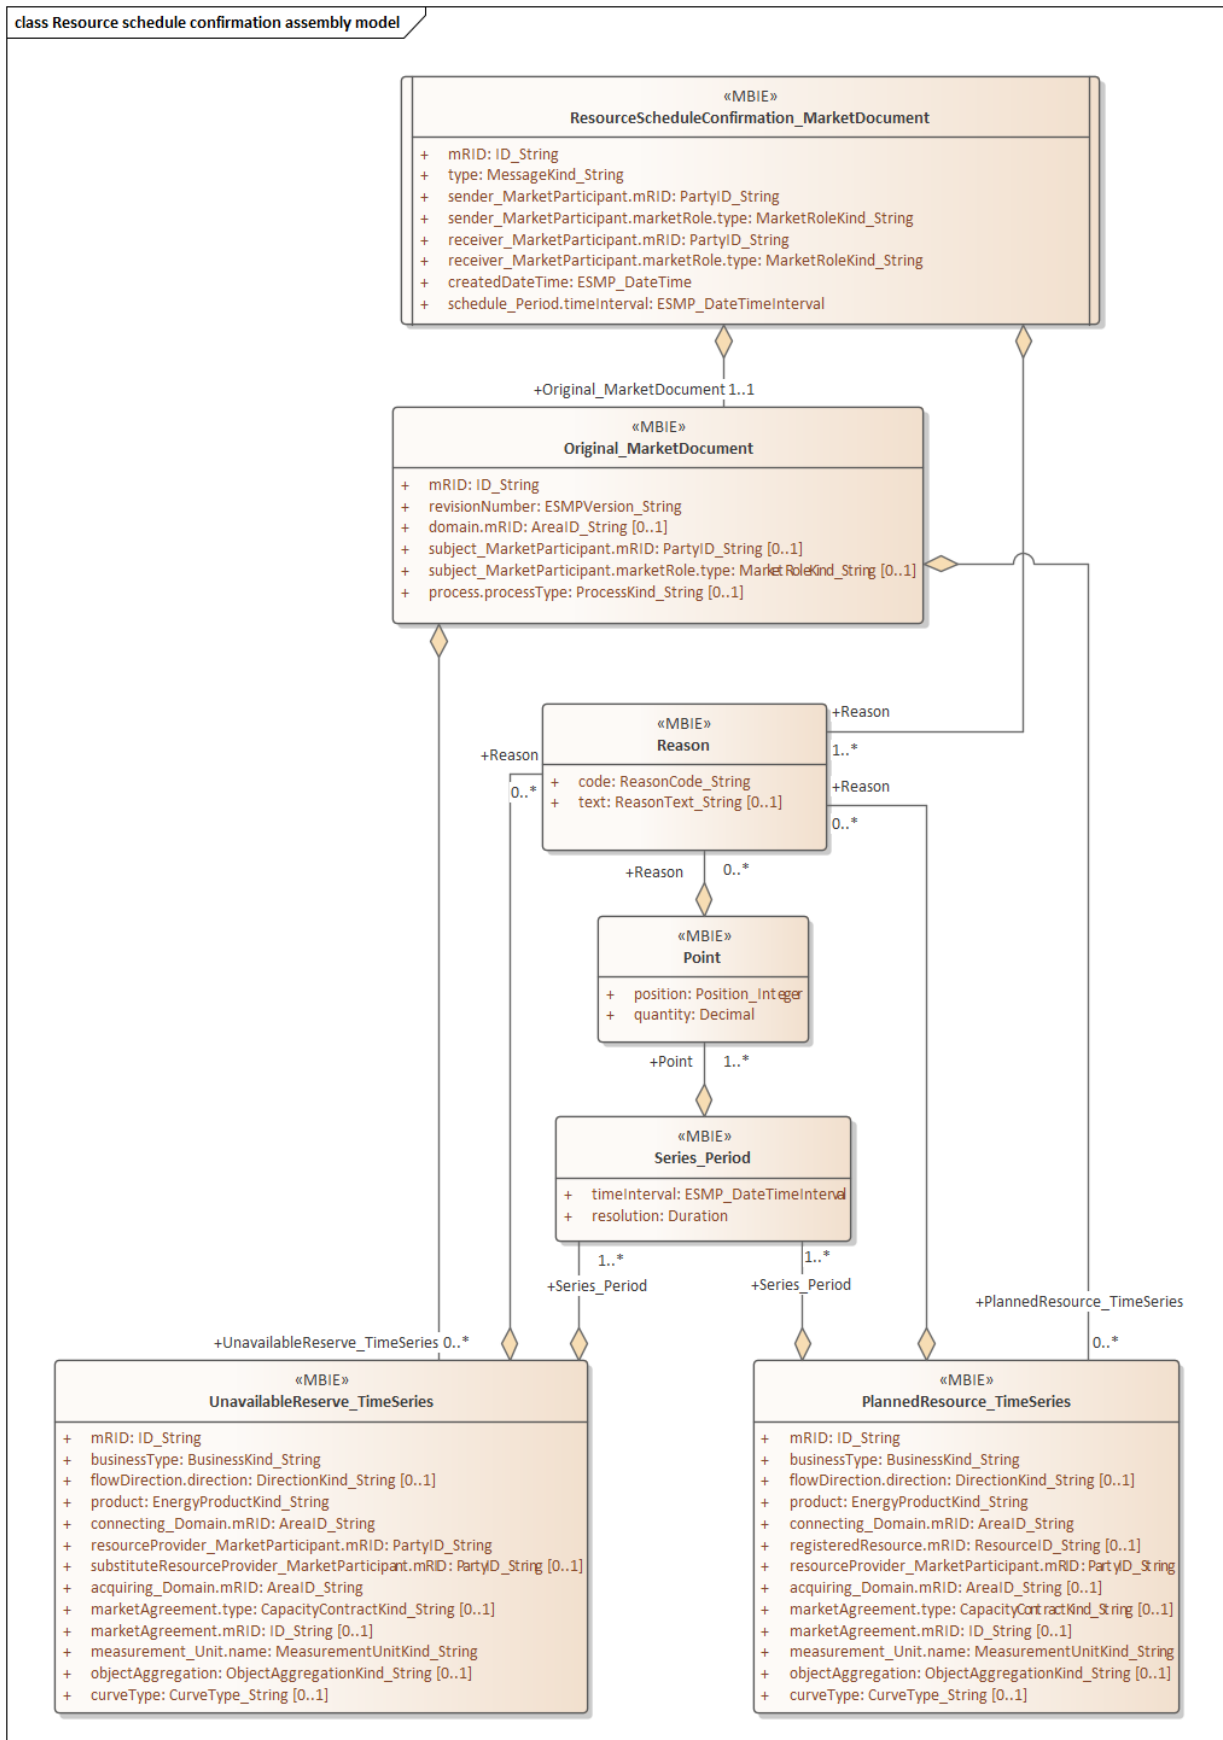 class Resource schedule confirmation assembly model
«MBIE»
ResourceScheduleConfirmation_MarketDocument
+ mRID: ID_String
+ type: MessageKind_String
+ sender_MarketParticipant.mRID: PartyID_String
+ sender_MarketParticipant.marketRole.type: MarketRoleKind_String
+ receiver_MarketParticipant.mRID: PartyID_String
+ receiver_MarketParticipant.marketRole.type: MarketRoleKind_String
+ createdDateTime: ESMP_DateTime
+ schedule_Period.timeInterval: ESMP_DateTimeInterval
+Original_MarketDocument 1..1
«MBIE»
Original_MarketDocument
+ mRID: ID_String
+ revisionNumber: ESMPVersion_String
+ domain.mRID: AreaID_String [0..1]
+ subject_MarketParticipant.mRID: PartyID_String [0..1]
+ subject_MarketParticipant.marketRole.type: MarketRoleKind_String [0..1]
+ process.processType: ProcessKind_String [0..1]
«MBIE»
Reason
+ code: ReasonCode_String
+ text: ReasonText_String [0..1]
+Reason
1..*
+Reason
0..*
+Reason
0..*
+Reason 0..*
«MBIE»
Point
+ position: Position_Integer
+ quantity: Decimal
+Point 1..*
«MBIE»
Series_Period
+ timeInterval: ESMP_DateTimeInterval
+ resolution: Duration
1..*
+Series_Period
1..*
+Series_Period
+PlannedResource_TimeSeries
0..*
+UnavailableReserve_TimeSeries 0..*
«MBIE»
UnavailableReserve_TimeSeries
+ mRID: ID_String
+ businessType: BusinessKind_String
+ flowDirection.direction: DirectionKind_String [0..1]
+ product: EnergyProductKind_String
+ connecting_Domain.mRID: AreaID_String
+ resourceProvider_MarketParticipant.mRID: PartyID_String
+ substituteResourceProvider_MarketParticipant.mRID: PartyID_String [0..1]
+ acquiring_Domain.mRID: AreaID_String
+ marketAgreement.type: CapacityContractKind_String [0..1]
+ marketAgreement.mRID: ID_String [0..1]
+ measurement_Unit.name: MeasurementUnitKind_String
+ objectAggregation: ObjectAggregationKind_String [0..1]
+ curveType: CurveType_String [0..1]
«MBIE»
PlannedResource_TimeSeries
+ mRID: ID_String
+ businessType: BusinessKind_String
+ flowDirection.direction: DirectionKind_String [0..1]
+ product: EnergyProductKind_String
+ connecting_Domain.mRID: AreaID_String
+ registeredResource.mRID: ResourceID_String [0..1]
+ resourceProvider_MarketParticipant.mRID: PartyID_String
+ acquiring_Domain.mRID: AreaID_String [0..1]
+ marketAgreement.type: CapacityContractKind_String [0..1]
+ marketAgreement.mRID: ID_String [0..1]
+ measurement_Unit.name: MeasurementUnitKind_String
+ objectAggregation: ObjectAggregationKind_String [0..1]
+ curveType: CurveType_String [0..1]